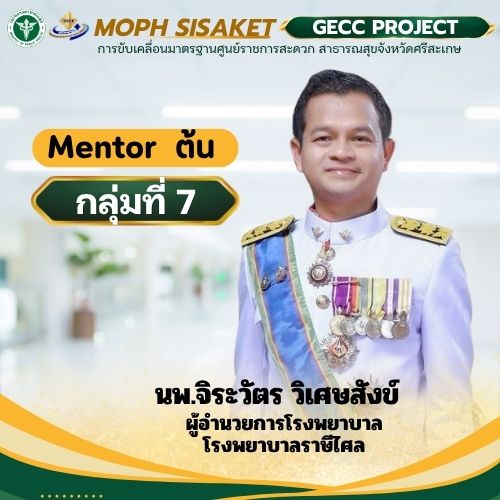 MOPH SISAKET GECC PROJECT
การขับเคลื่อนมาตรฐานศูนย์ราชการสะดวก สาธารณสุขจังหวัดศรีสะเกษ
Mentor ต้น
กลุ่มที่ 7
นพ.จิระวัตร วิเศษสังข์
ผู้อำนวยการโรงพยาบาล
โรงพยาบาลราษีไศล